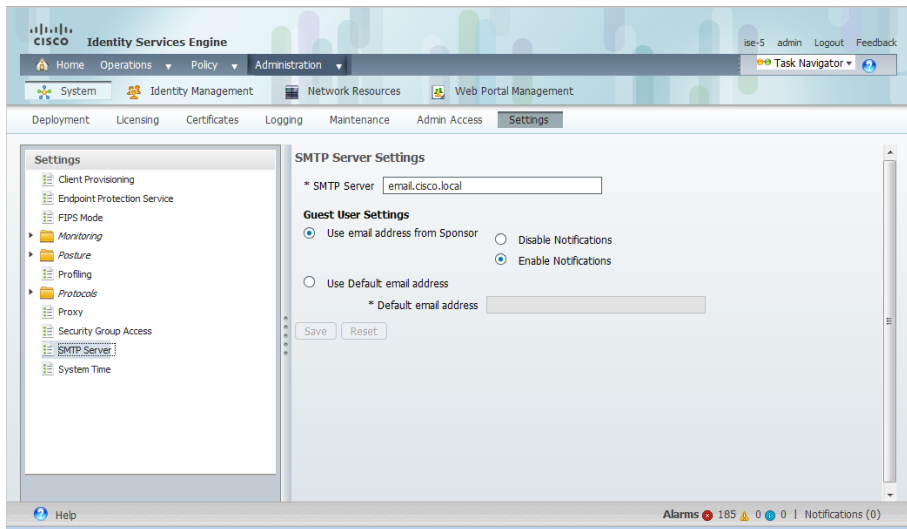 CISCO Identity Services Engine
ise-5 admin Logout Feedback
Home Operations Policy Administration
Task Navigator
System Identity Management Network Resources Web Portal Management
Deployment Licensing Certificates Logging Maintenance Admin Access Settings
Settings
Client Provisioning
Endpoint Protection Service
FIPS Mode
Monitoring
Posture
Profiling
Protocols
Proxy
Security Group Access
SMTP Server
System Time
SMTP Server Settings
* SMTP Server email.cisco.local
Guest User Settings
Use email address from Sponsor
Disable Notifications
Enable Notifications
Use Default email address
* Default email address
Save Reset
Help
Alarms 185 0 0 | Notifications (0)